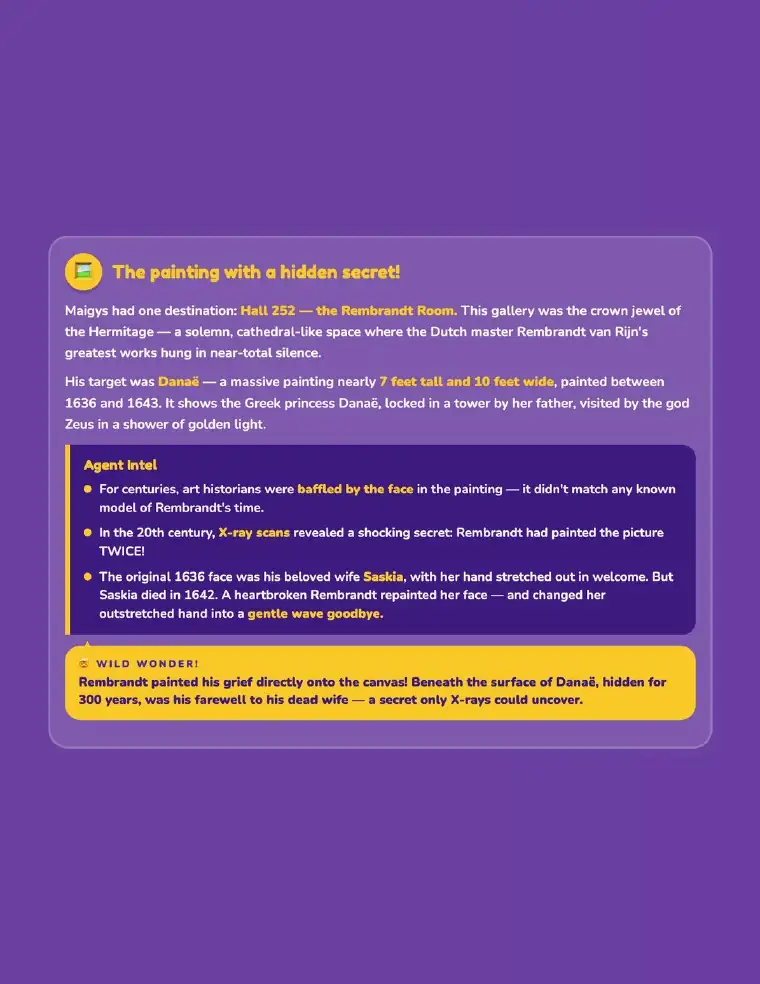 The painting with a hidden secret!
Maigys had one destination: Hall 252 — the Rembrandt Room. This gallery was the crown jewel of
the Hermitage — a solemn, cathedral-like space where the Dutch master Rembrandt van Rijn's
greatest works hung in near-total silence.
His target was Danaë — a massive painting nearly 7 feet tall and 10 feet wide, painted between
1636 and 1643. It shows the Greek princess Danaë, locked in a tower by her father, visited by the god
Zeus in a shower of golden light.
Agent Intel
For centuries, art historians were baffled by the face in the painting — it didn't match any known
model of Rembrandt's time.
In the 20th century, X-ray scans revealed a shocking secret: Rembrandt had painted the picture
TWICE!
The original 1636 face was his beloved wife Saskia, with her hand stretched out in welcome. But
Saskia died in 1642. A heartbroken Rembrandt repainted her face — and changed her
outstretched hand into a gentle wave goodbye.
WILD WONDER!
Rembrandt painted his grief directly onto the canvas! Beneath the surface of Danaë, hidden for
300 years, was his farewell to his dead wife — a secret only X-rays could uncover.